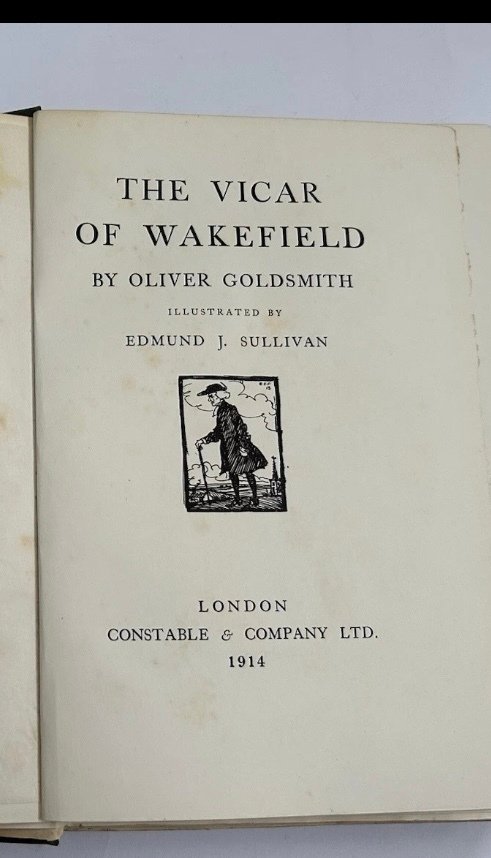 THE VICAR
OF WAKEFIELD
BY OLIVER GOLDSMITH
ILLUSTRATED BY
EDMUND J. SULLIVAN
LONDON
CONSTABLE & COMPANY LTD.
1914